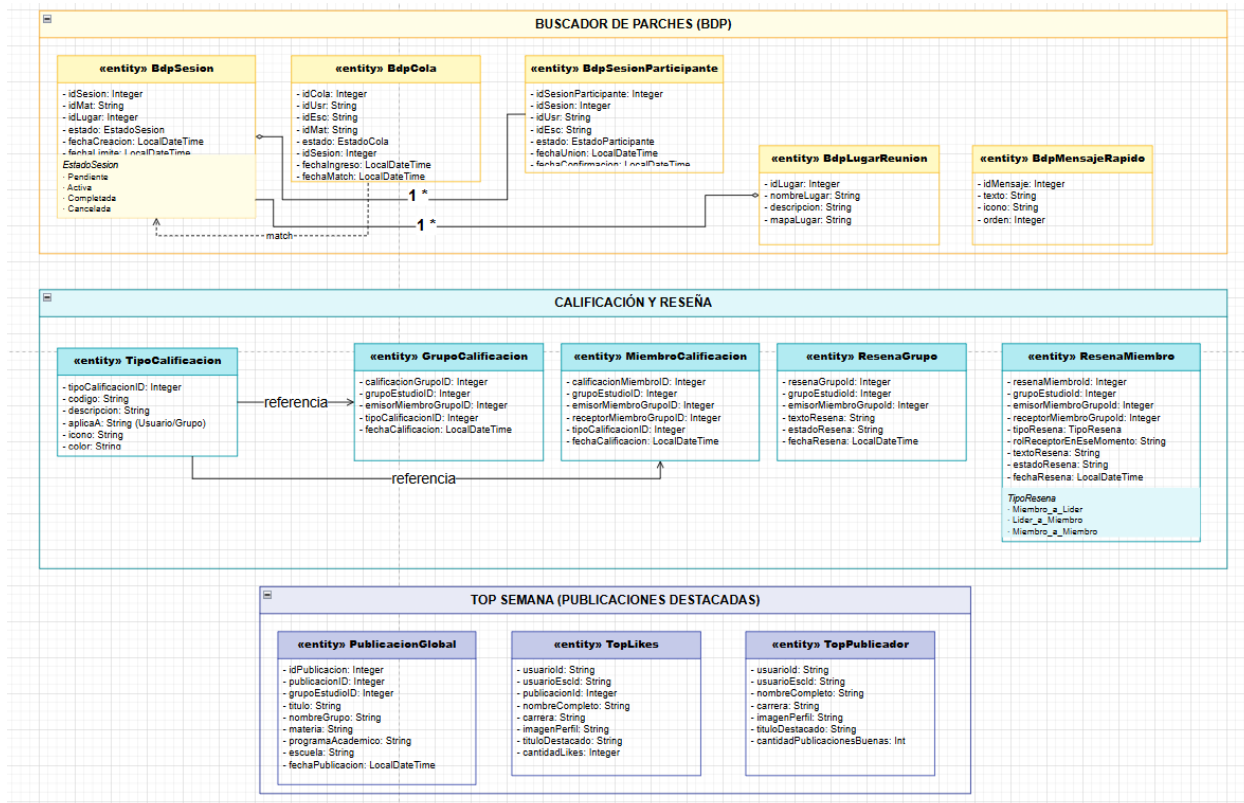 BUSCADOR DE PARCHES (BDP)
«entity» BdpSesion
- idSesion: Integer
- idMat: String
- idLugar: Integer
- estado: EstadoSesion
- fechaCreacion: LocalDateTime
- fechaLimite: LocalDateTime
EstadoSesion
· Pendiente
· Activa
· Completada
· Cancelada
«entity» BdpCola
- idCola: Integer
- idUsr: String
- idEsc: String
- idMat: String
- estado: EstadoCola
- idSesion: Integer
- fechaIngreso: LocalDateTime
- fechaMatch: LocalDateTime
«entity» BdpSesionParticipante
- idSesionParticipante: Integer
- idSesion: Integer
- idUsr: String
- idEsc: String
- estado: EstadoParticipante
- fechaUnion: LocalDateTime
- fechaConfirmacion: LocalDateTime
«entity» BdpLugarReunion
- idLugar: Integer
- nombreLugar: String
- descripcion: String
- mapaLugar: String
«entity» BdpMensajeRapido
- idMensaje: Integer
- texto: String
- icono: String
- orden: Integer
1 *
1 *
match
CALIFICACIÓN Y RESEÑA
«entity» TipoCalificacion
- tipoCalificacionID: Integer
- codigo: String
- descripcion: String
- aplicaA: String (Usuario/Grupo)
- icono: String
- color: String
referencia
referencia
«entity» GrupoCalificacion
- calificacionGrupoID: Integer
- grupoEstudioID: Integer
- emisorMiembroGrupoID: Integer
- tipoCalificacionID: Integer
- fechaCalificacion: LocalDateTime
«entity» MiembroCalificacion
- calificacionMiembroID: Integer
- grupoEstudioID: Integer
- emisorMiembroGrupoID: Integer
- receptorMiembroGrupoID: Integer
- tipoCalificacionID: Integer
- fechaCalificacion: LocalDateTime
«entity» ResenaGrupo
- resenaGrupoId: Integer
- grupoEstudioId: Integer
- emisorMiembroGrupoId: Integer
- textoResena: String
- estadoResena: String
- fechaResena: LocalDateTime
«entity» ResenaMiembro
- resenaMiembroId: Integer
- grupoEstudioId: Integer
- emisorMiembroGrupoId: Integer
- receptorMiembroGrupoId: Integer
- tipoResena: TipoResena
- rolReceptorEnEseMomento: String
- textoResena: String
- estadoResena: String
- fechaResena: LocalDateTime
TipoResena
· Miembro_a_Lider
· Lider_a_Miembro
· Miembro_a_Miembro
TOP SEMANA (PUBLICACIONES DESTACADAS)
«entity» PublicacionGlobal
- idPublicacion: Integer
- publicacionID: Integer
- grupoEstudioID: Integer
- titulo: String
- nombreGrupo: String
- materia: String
- programaAcademico: String
- escuela: String
- fechaPublicacion: LocalDateTime
«entity» TopLikes
- usuarioId: String
- usuarioEscId: String
- publicacionId: Integer
- nombreCompleto: String
- carrera: String
- imagenPerfil: String
- tituloDestacado: String
- cantidadLikes: Integer
«entity» TopPublicador
- usuarioId: String
- usuarioEscId: String
- nombreCompleto: String
- carrera: String
- imagenPerfil: String
- tituloDestacado: String
- cantidadPublicacionesBuenas: Int